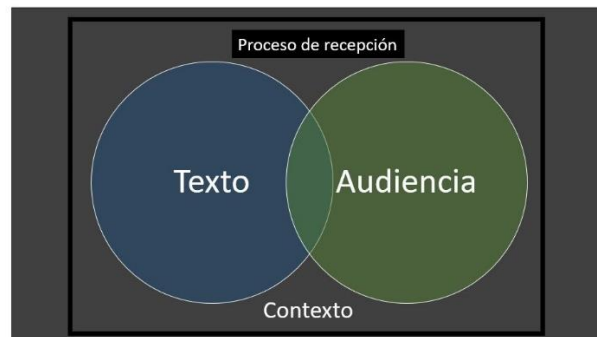 Proceso de recepción
Texto
Audiencia
Contexto